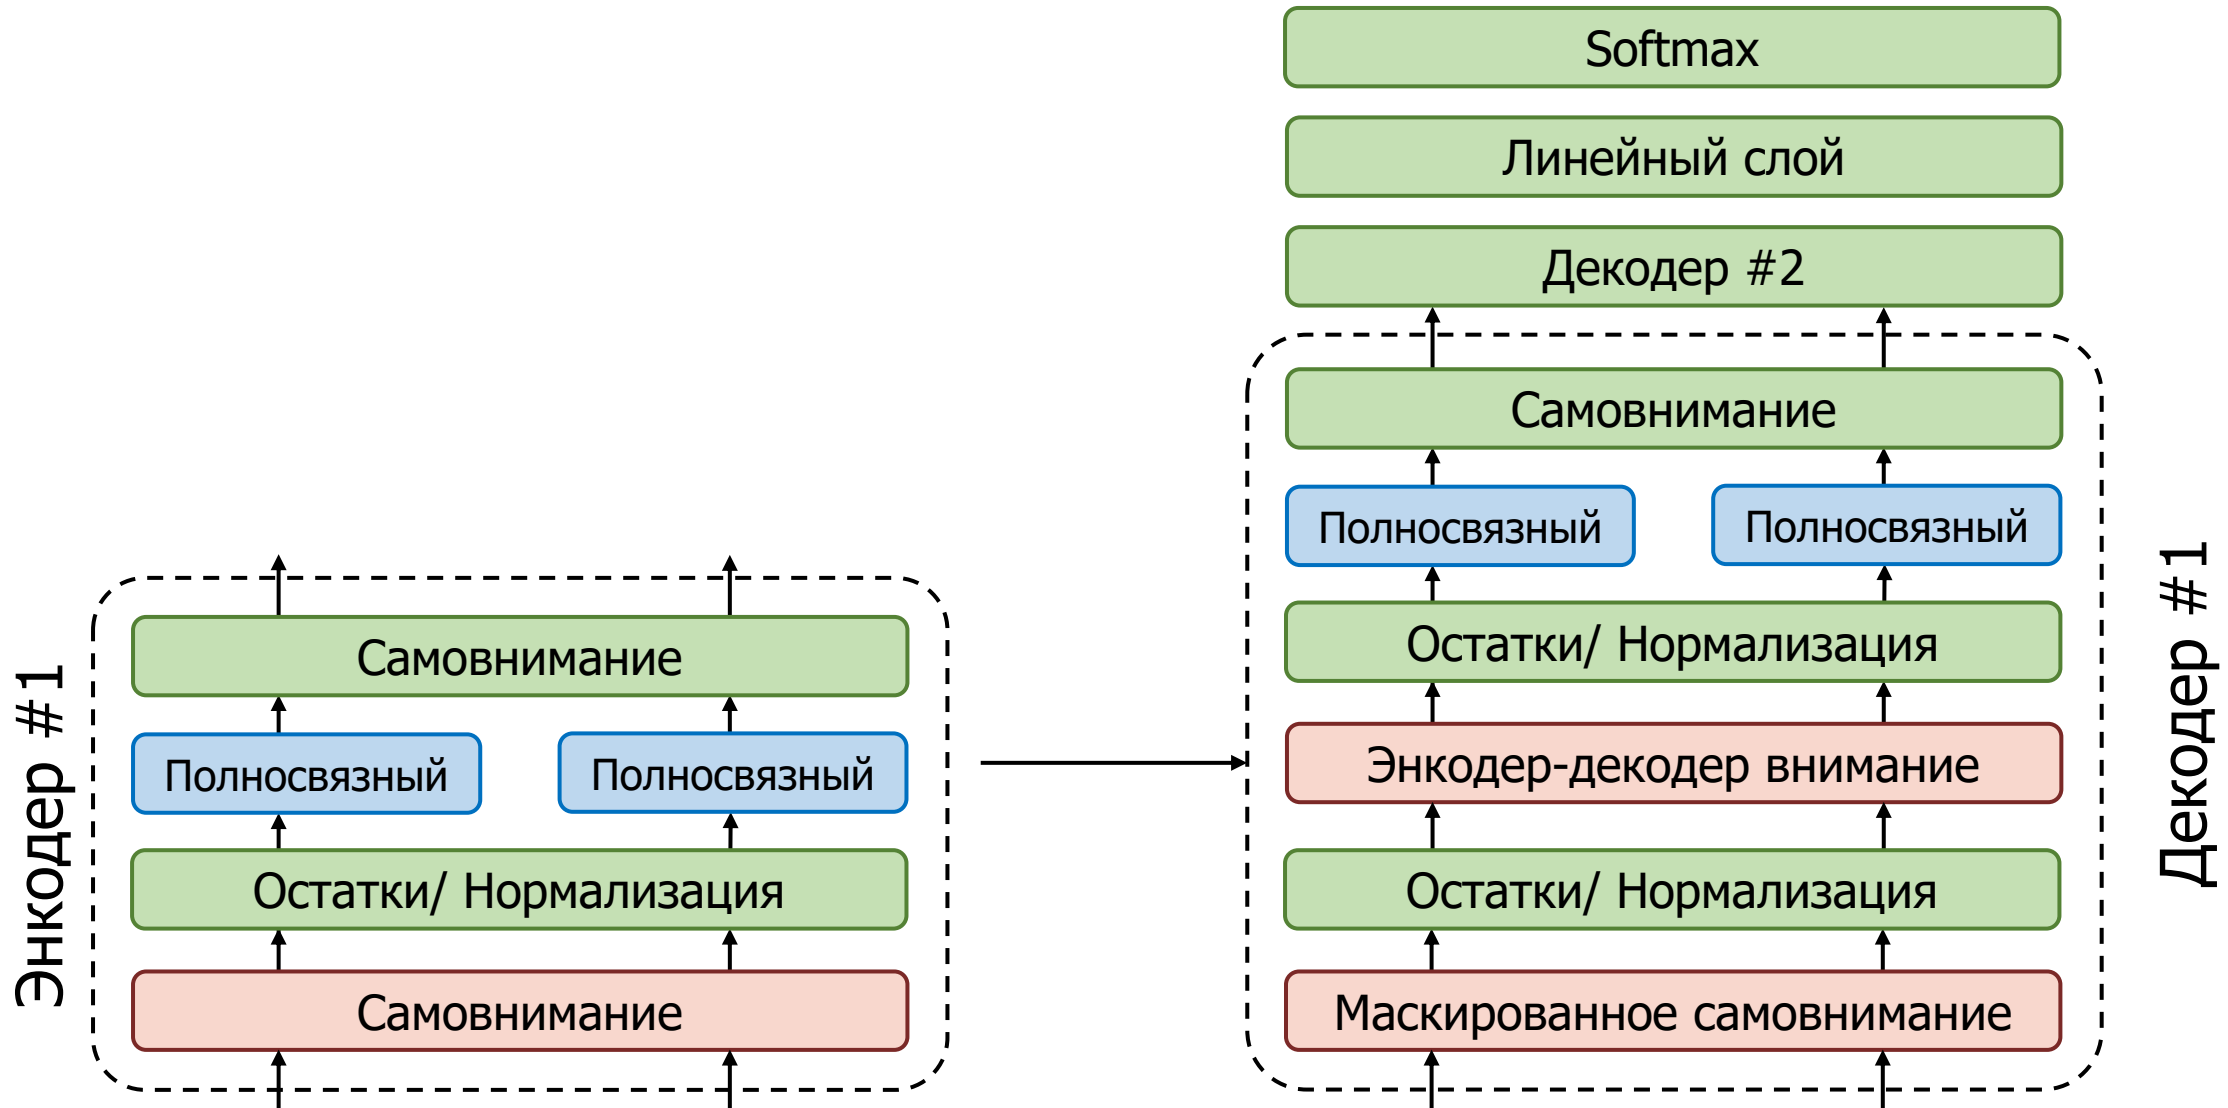 Softmax
Линейный слой
Декодер #2
Самовнимание
Полносвязный
Полносвязный
Остатки/ Нормализация
Энкодер-декодер внимание
Остатки/ Нормализация
Маскированное самовнимание
Декодер #1
Энкодер #1
Самовнимание
Полносвязный
Полносвязный
Остатки/ Нормализация
Самовнимание